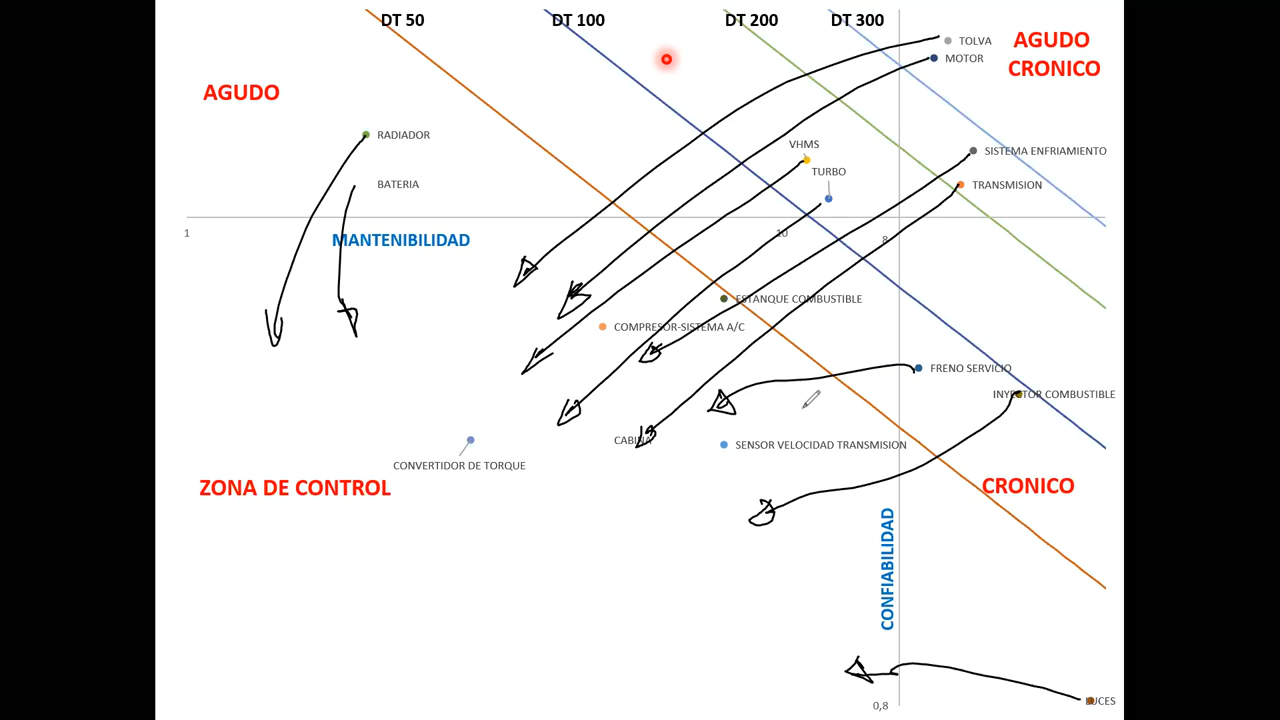 DT 50
DT 100
DT 200
DT 300
TOLVA
AGUDO
CRONICO
MOTOR
AGUDO
RADIADOR
VHMS
SISTEMA ENFRIAMIENTO
TURBO
BATERIA
TRANSMISION
1
MANTENIBILIDAD
10
8
ESTANQUE COMBUSTIBLE
COMPRESOR-SISTEMA A/C
FRENO SERVICIO
INYECTOR COMBUSTIBLE
CABINA
SENSOR VELOCIDAD TRANSMISION
CONVERTIDOR DE TORQUE
ZONA DE CONTROL
CRONICO
CONFIABILIDAD
LUCES
0,8